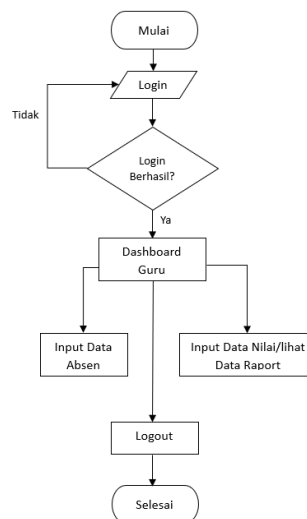 Mulai
Login
Tidak
Login
Berhasil?
Ya
Dashboard
Guru
Input Data
Absen
Input Data Nilai/lihat
Data Raport
Logout
Selesai